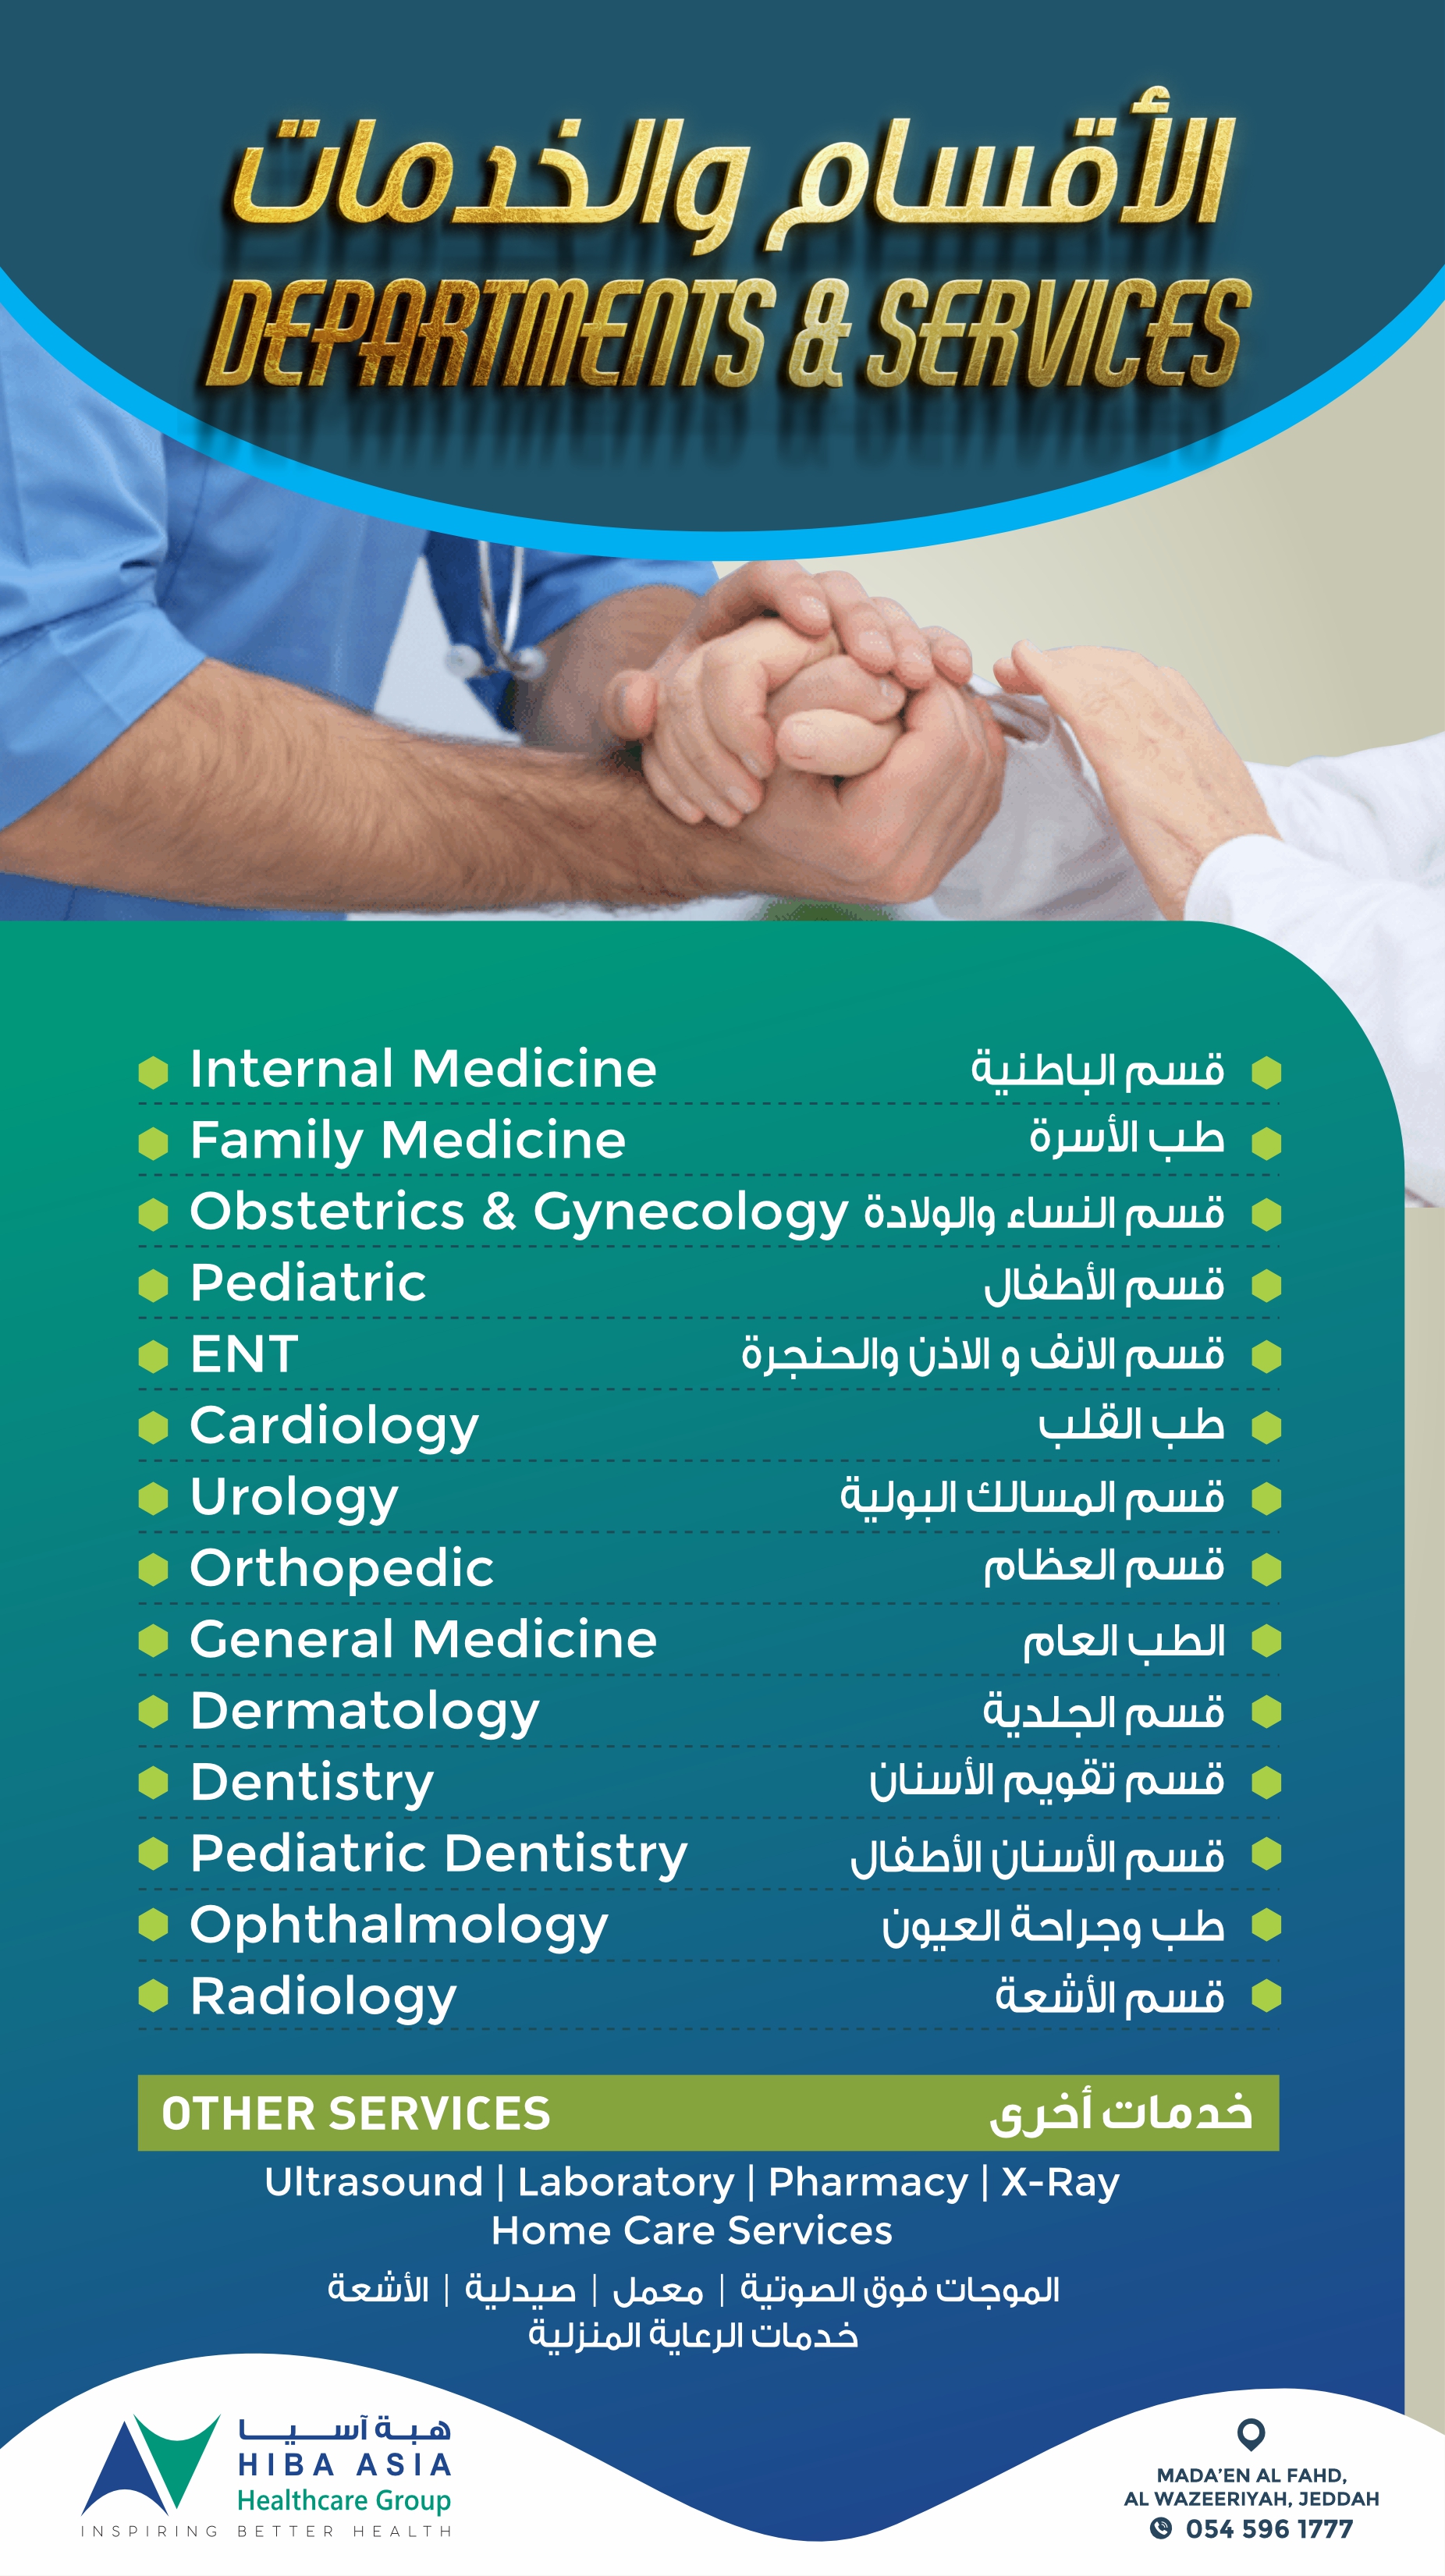 الأقسام والخدمات
DEPARTMENTS & SERVICES
Internal Medicine قسم الباطنية
Family Medicine طب الأسرة
Obstetrics & Gynecology قسم النساء والولادة
Pediatric قسم الأطفال
ENT قسم الانف و الاذن والحنجرة
Cardiology طب القلب
Urology قسم المسالك البولية
Orthopedic قسم العظام
General Medicine الطب العام
Dermatology قسم الجلدية
Dentistry قسم تقويم الأسنان
Pediatric Dentistry قسم الأسنان الأطفال
Ophthalmology طب وجراحة العيون
Radiology قسم الأشعة
OTHER SERVICES خدمات أخرى
Ultrasound | Laboratory | Pharmacy | X-Ray
Home Care Services
الموجات فوق الصوتية | معمل | صيدلية | الأشعة
خدمات الرعاية المنزلية
هبة آسيا
HIBA ASIA
Healthcare Group
INSPIRING BETTER HEALTH
MADA'EN AL FAHD,
AL WAZEERIYAH, JEDDAH
054 596 1777